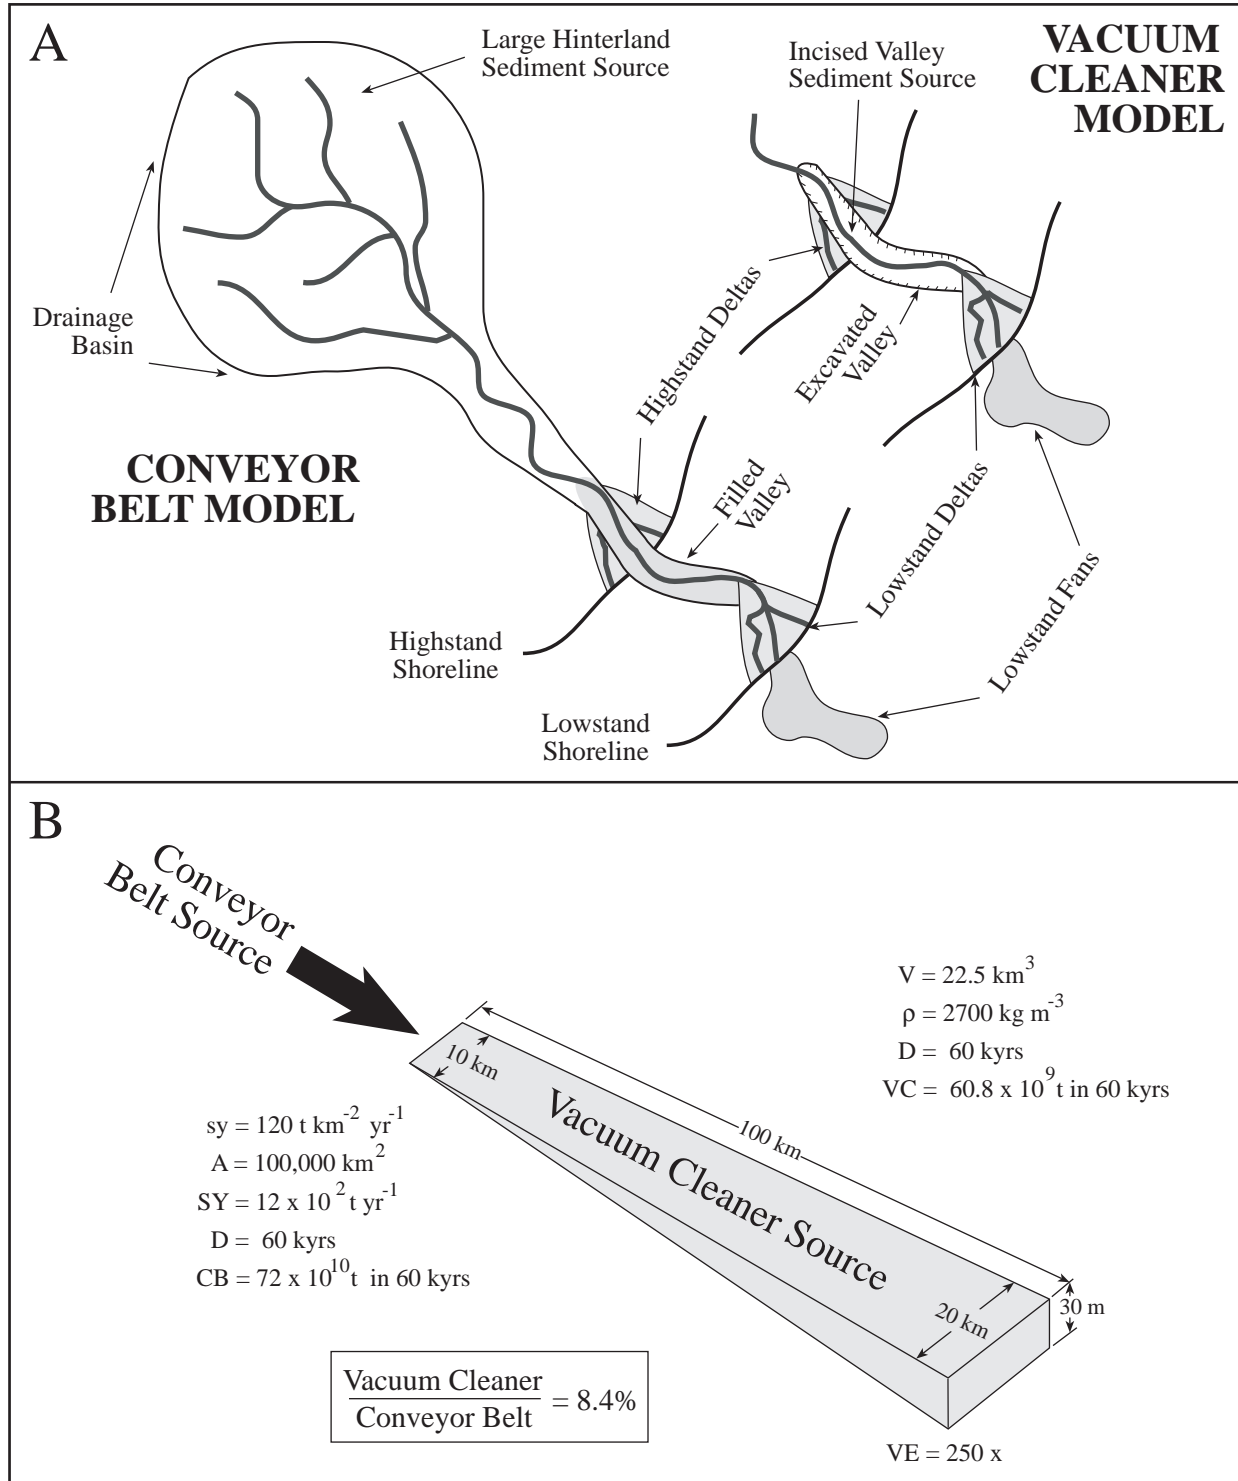 A
Large Hinterland
Sediment Source
Incised Valley
Sediment Source
VACUUM
CLEANER
MODEL
Drainage
Basin
Highstand Deltas
Excavated
Valley
CONVEYOR
BELT MODEL
Filled
Valley
Lowstand Deltas
Lowstand Fans
Highstand
Shoreline
Lowstand
Shoreline
B
Conveyor
Belt Source
V = 22.5 km³
ρ = 2700 kg m⁻³
D = 60 kyrs
VC = 60.8 x 10⁹ t in 60 kyrs
10 km
100 km
Vacuum Cleaner Source
sy = 120 t km⁻² yr⁻¹
A = 100,000 km²
SY = 12 x 10² t yr⁻¹
D = 60 kyrs
CB = 72 x 10¹⁰ t in 60 kyrs
20 km
30 m
Vacuum Cleaner
Conveyor Belt
= 8.4%
VE = 250 x